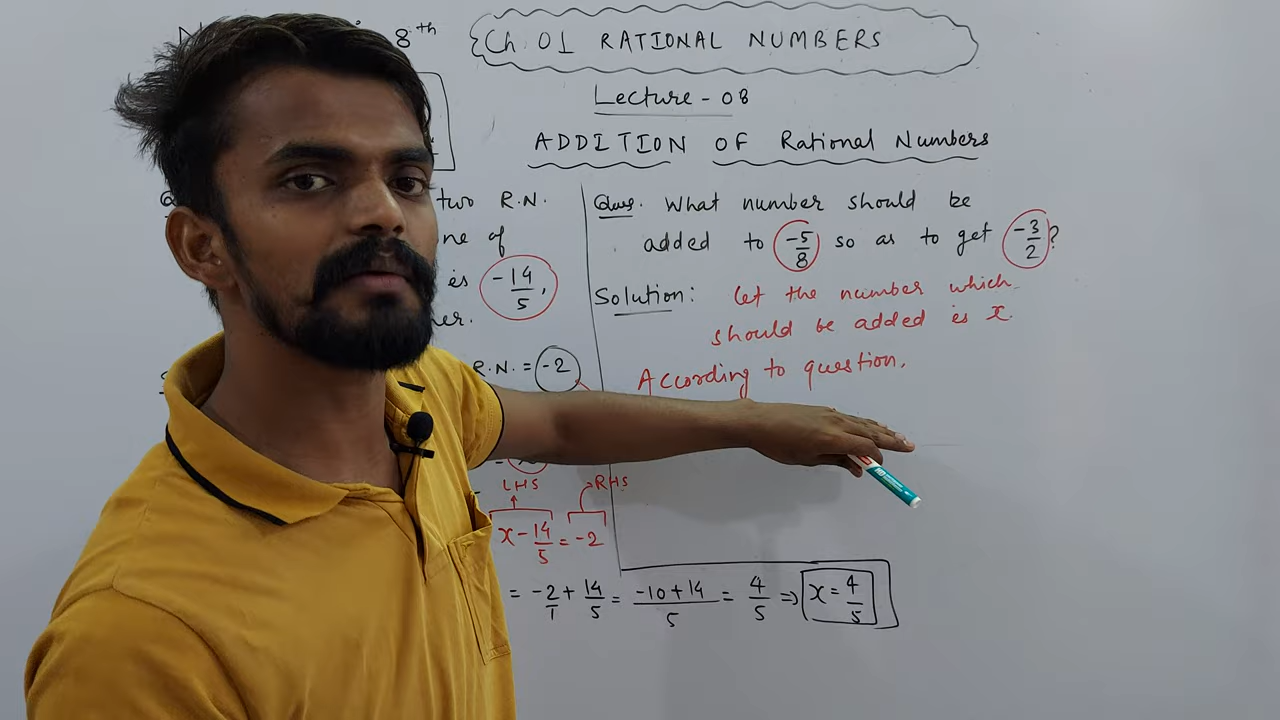 8th
Ch. 01 RATIONAL NUMBERS
Lecture - 08
ADDITION OF Rational Numbers
two R.N.
of
is -14/5,
R.N. = -2
LHS
RHS
x - 14/5 = -2
= -2/1 + 14/5 = -10+14/5 = 4/5 => x = 4/5
Ques. What number should be
added to -5/8 so as to get -3/2?
Solution: let the number which
should be added is x.
According to question,